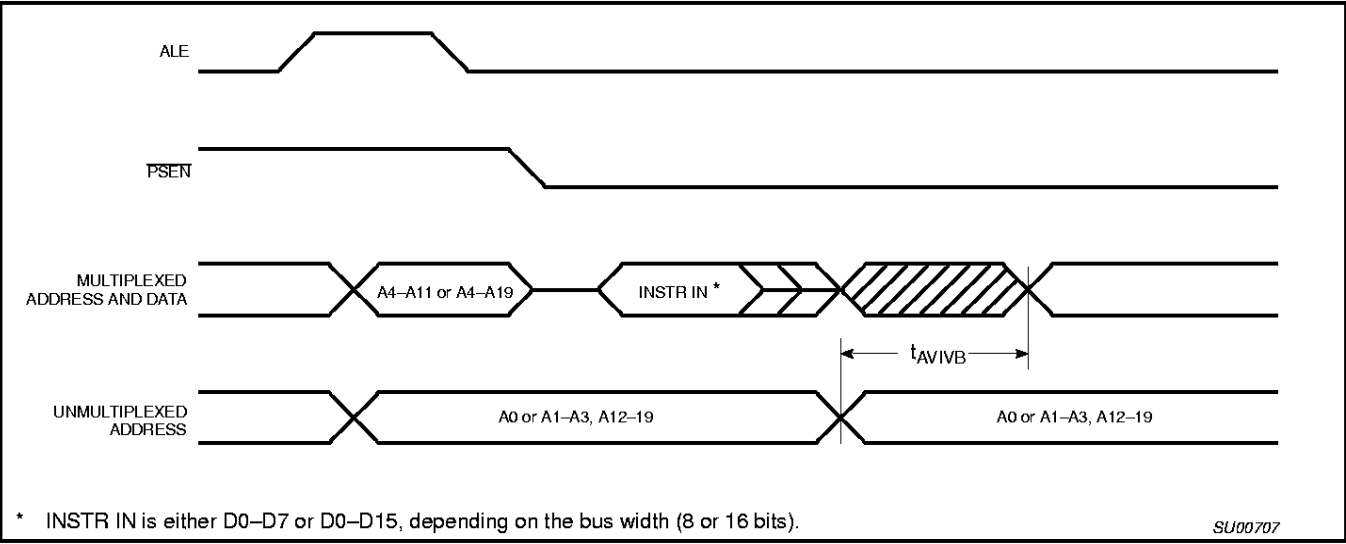 ALE
PSEN
MULTIPLEXED
ADDRESS AND DATA
A4–A11 or A4–A19
INSTR IN *
tAVIVB
UNMULTIPLEXED
ADDRESS
A0 or A1–A3, A12–19
A0 or A1–A3, A12–19
* INSTR IN is either D0–D7 or D0–D15, depending on the bus width (8 or 16 bits).
SU00707